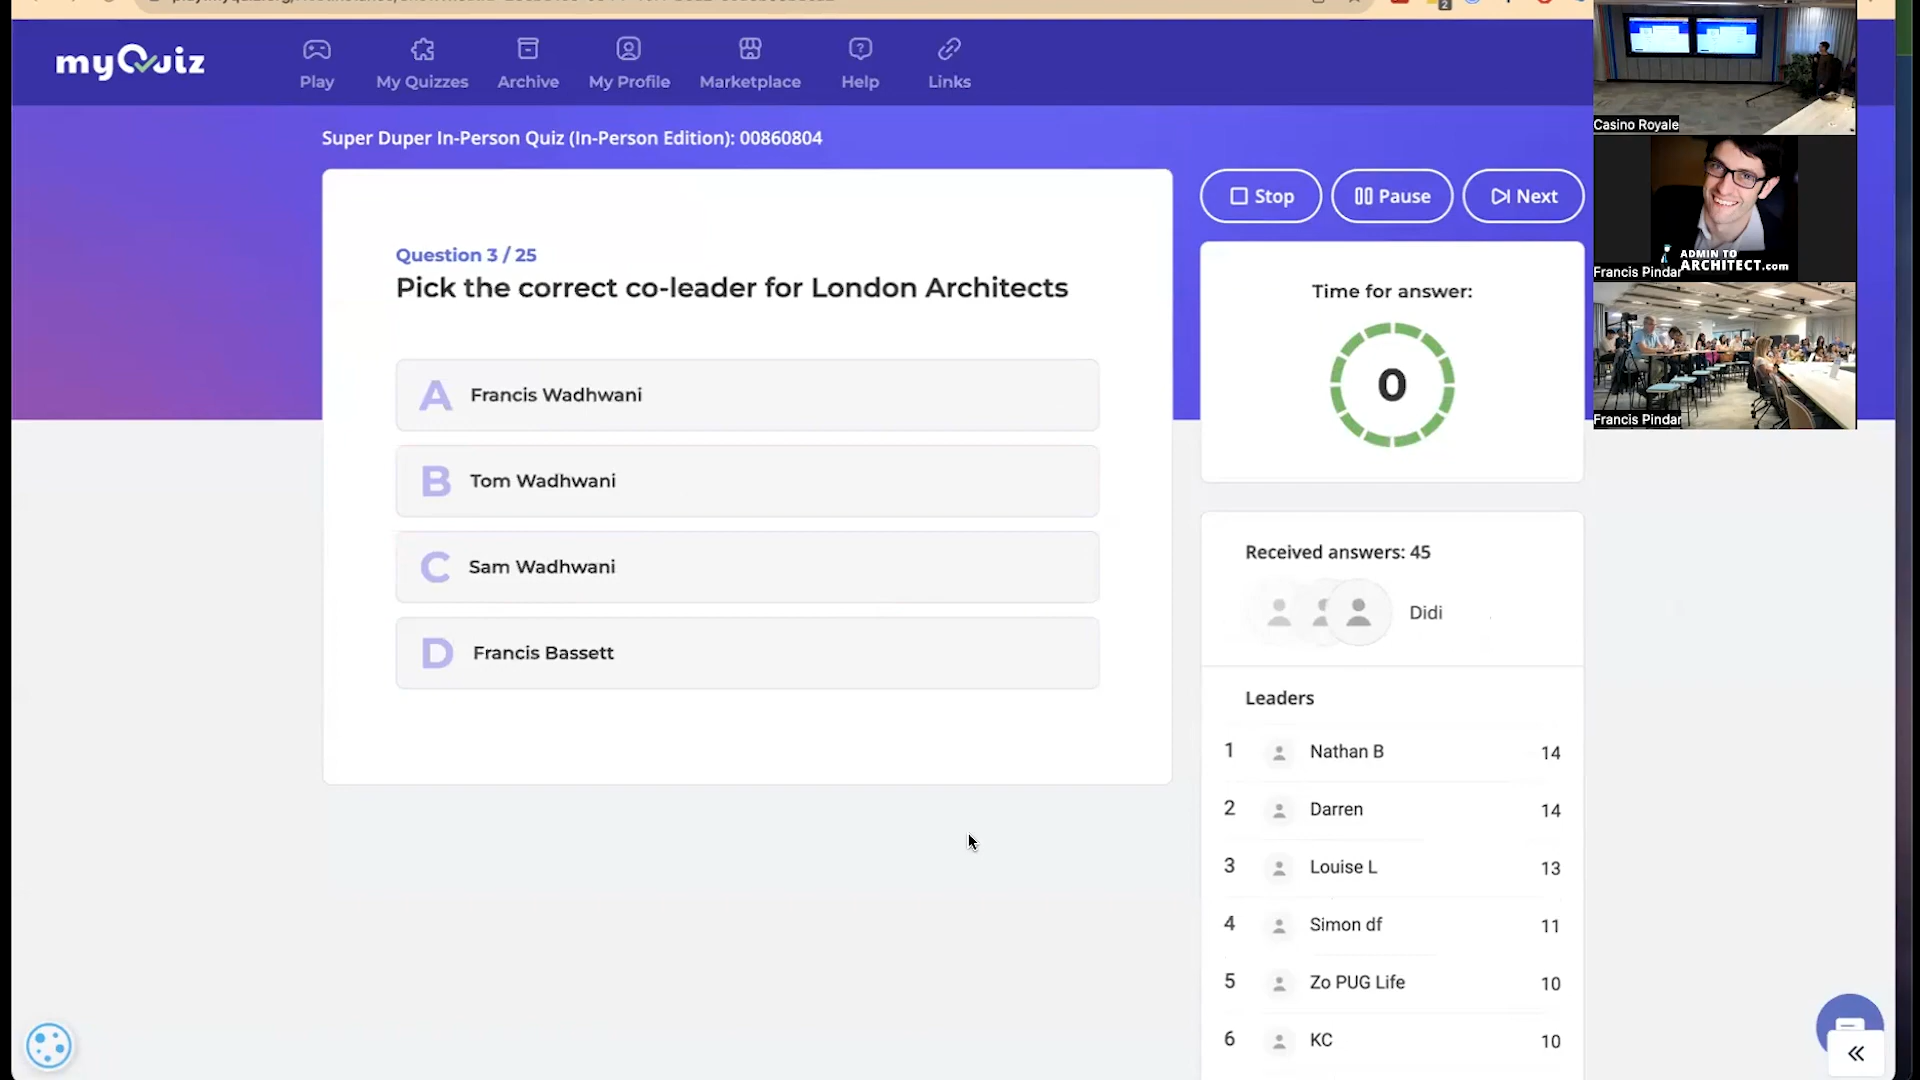 myQuiz
Play
My Quizzes
Archive
My Profile
Marketplace
Help
Links
Super Duper In-Person Quiz (In-Person Edition): 00860804
Question 3 / 25
Pick the correct co-leader for London Architects
A Francis Wadhwani
B Tom Wadhwani
C Sam Wadhwani
D Francis Bassett
Stop
Pause
Next
Time for answer:
0
Received answers: 45
Didi
Leaders
1 Nathan B 14
2 Darren 14
3 Louise L 13
4 Simon df 11
5 Zo PUG Life 10
6 KC 10
2
Casino Royale
ADMIN TO
ARCHITECT.com
Francis Pindar
Francis Pindar